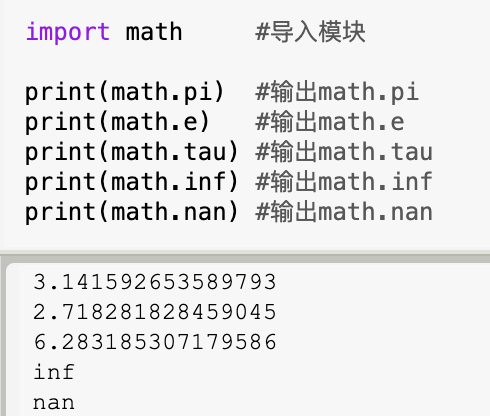 import math     #导入模块
print(math.pi)  #输出math.pi
print(math.e)   #输出math.e
print(math.tau) #输出math.tau
print(math.inf) #输出math.inf
print(math.nan) #输出math.nan
3.141592653589793
2.718281828459045
6.283185307179586
inf
nan